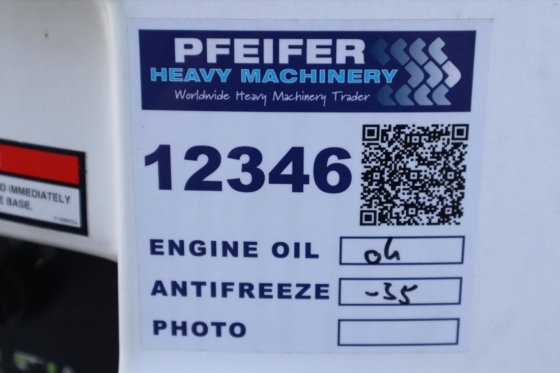 PFEIFER
HEAVY MACHINERY
Worldwide Heavy Machinery Trader
12346
ENGINE OIL ok
ANTIFREEZE -35
PHOTO
D IMMEDIATELY
BASE.